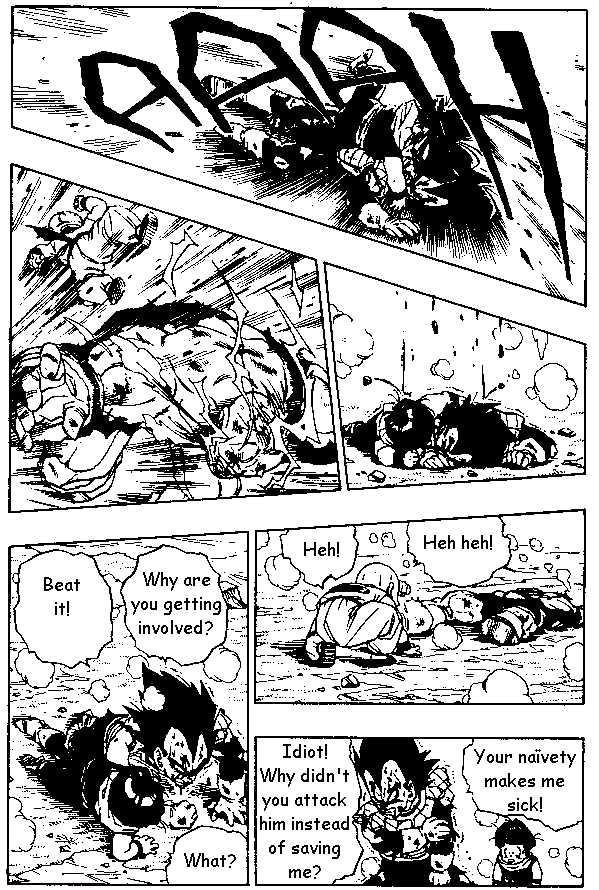 AAAH
Beat
it!
Why are
you getting
involved?
What?
Heh!
Heh heh!
Idiot!
Why didn't
you attack
him instead
of saving
me?
Your naïvety
makes me
sick!